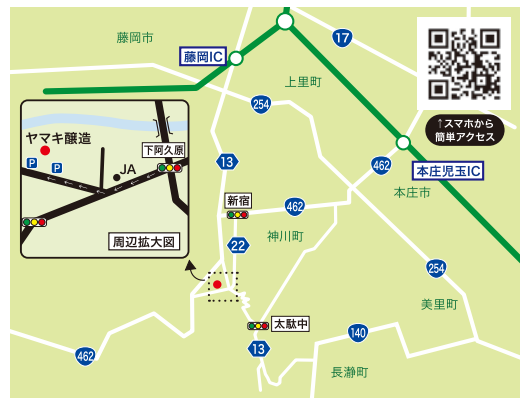 藤岡市
17
藤岡IC
上里町
254
↑スマホから
簡単アクセス
ヤマキ醸造
P
P
下阿久原
JA
周辺拡大図
13
462
本庄児玉IC
本庄市
新宿
462
神川町
22
254
美里町
太駄中
140
13
462
長瀞町